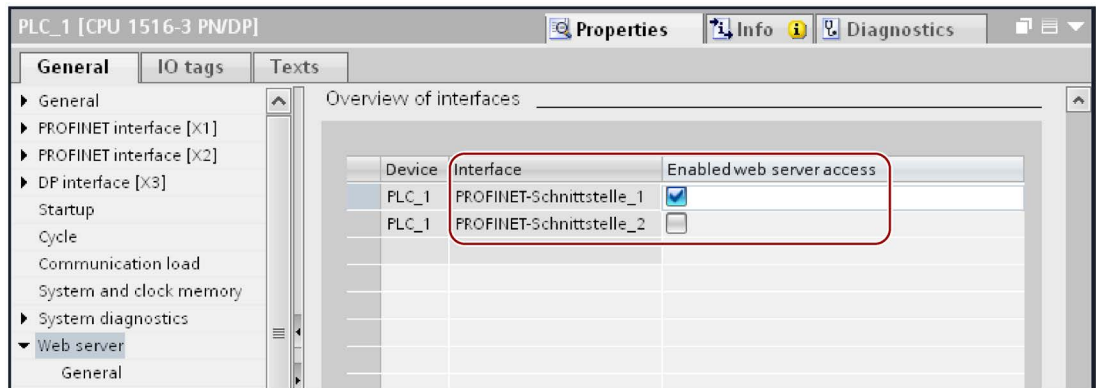 PLC_1 [CPU 1516-3 PN/DP]
Properties
Info
Diagnostics
General
IO tags
Texts
General
PROFINET interface [X1]
PROFINET interface [X2]
DP interface [X3]
Startup
Cycle
Communication load
System and clock memory
System diagnostics
Web server
General
Overview of interfaces
Device Interface Enabled web server access
PLC_1 PROFINET-Schnittstelle_1
PLC_1 PROFINET-Schnittstelle_2